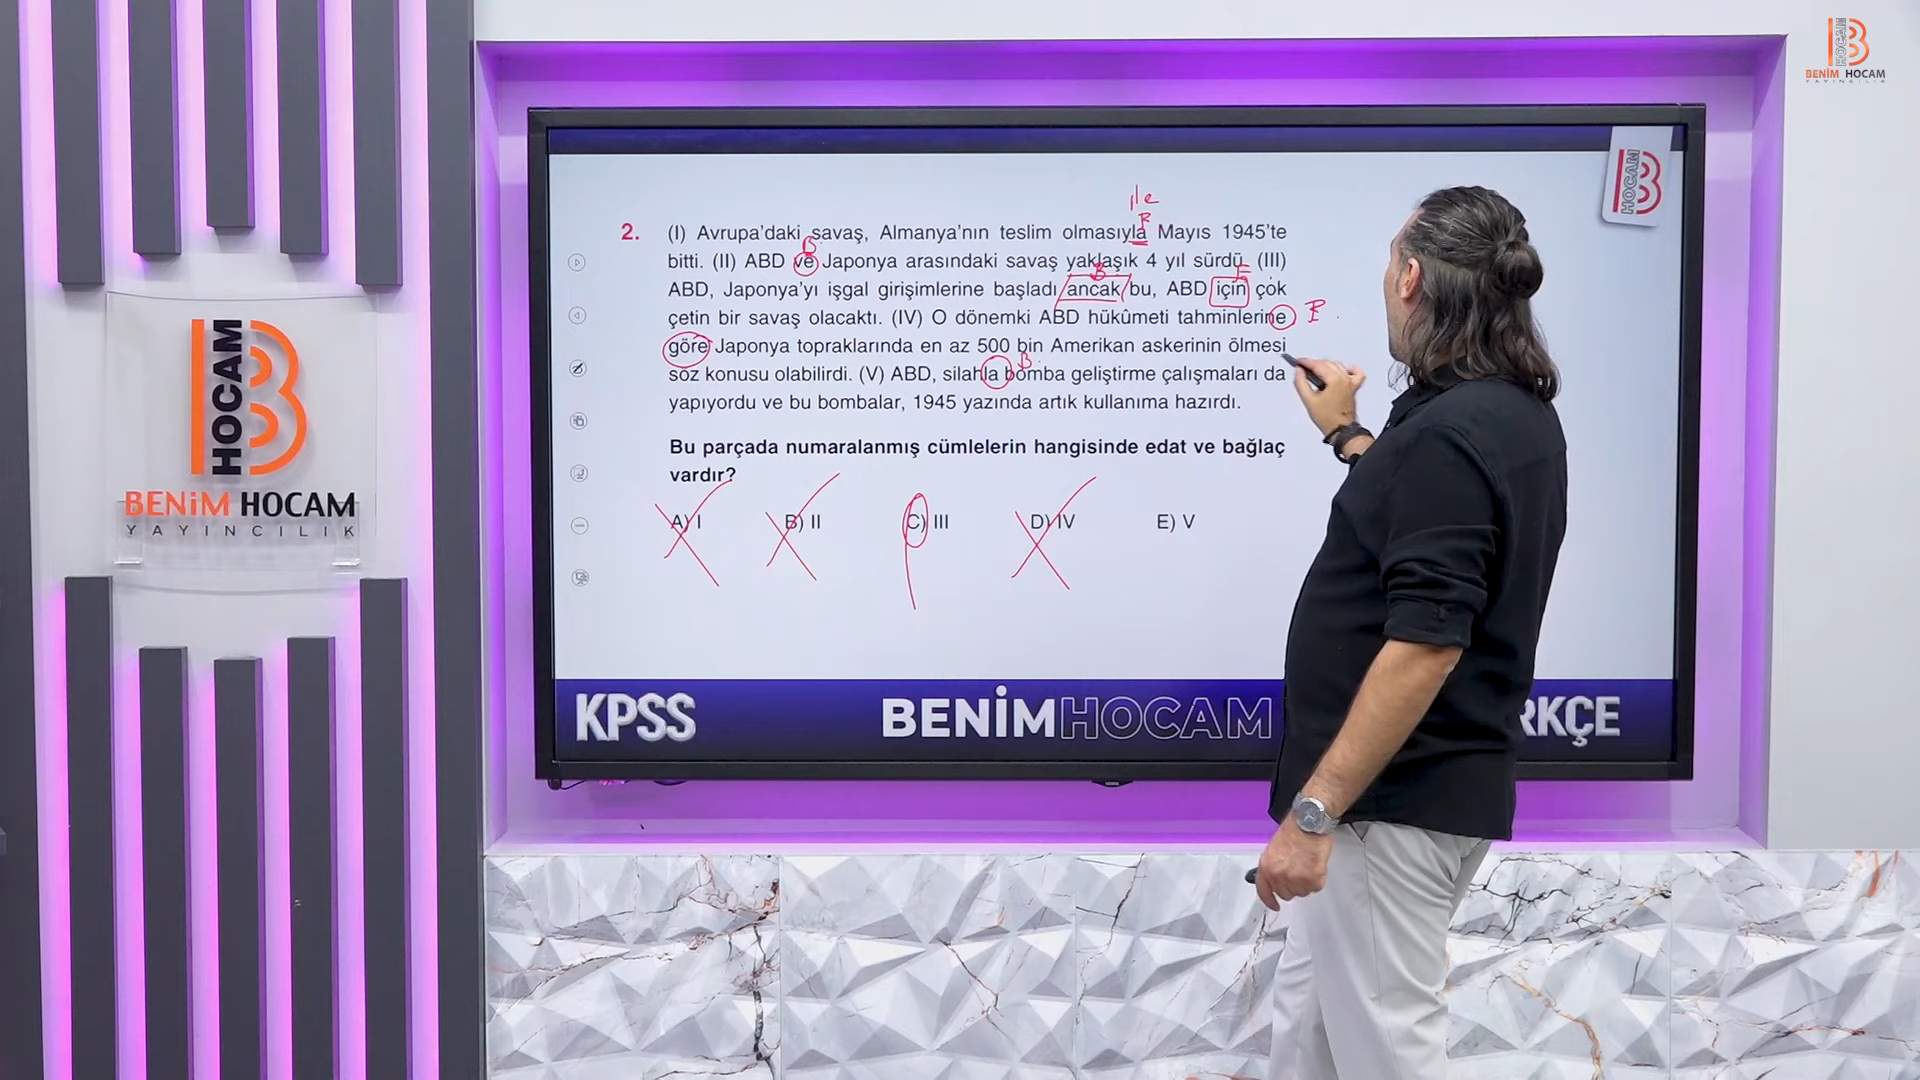 HOCAM
BENİM HOCAM
YAYINCILIK
HOCAM
ile
E
2. (I) Avrupa'daki savaş, Almanya'nın teslim olmasıyla Mayıs 1945'te
B
bitti. (II) ABD ve Japonya arasındaki savaş yaklaşık 4 yıl sürdü. (III)
B E
ABD, Japonya'yı işgal girişimlerine başladı ancak bu, ABD için çok
çetin bir savaş olacaktı. (IV) O dönemki ABD hükûmeti tahminlerine E
göre Japonya topraklarında en az 500 bin Amerikan askerinin ölmesi
B
söz konusu olabilirdi. (V) ABD, silahla bomba geliştirme çalışmaları da
yapıyordu ve bu bombalar, 1945 yazında artık kullanıma hazırdı.
Bu parçada numaralanmış cümlelerin hangisinde edat ve bağlaç
vardır?
A) I B) II C) III D) IV E) V
HOCAM
BENİM HOCAM
YAYINCILIK
KPSS BENİMHOCAM RKÇE